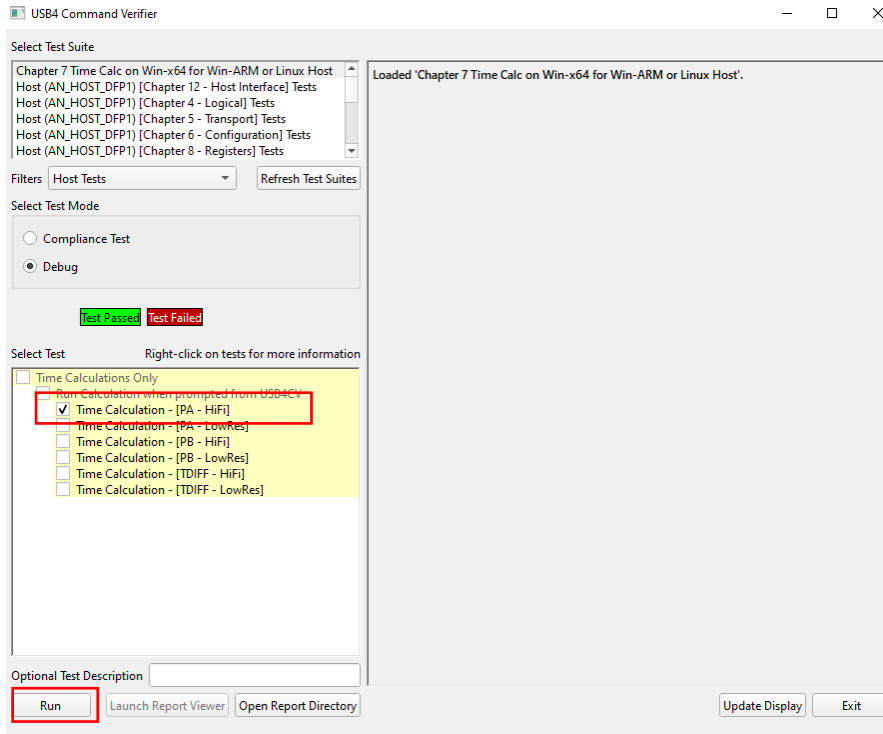 USB4 Command Verifier
Select Test Suite
Chapter 7 Time Calc on Win-x64 for Win-ARM or Linux Host
Host (AN_HOST_DFP1) [Chapter 12 - Host Interface] Tests
Host (AN_HOST_DFP1) [Chapter 4 - Logical] Tests
Host (AN_HOST_DFP1) [Chapter 5 - Transport] Tests
Host (AN_HOST_DFP1) [Chapter 6 - Configuration] Tests
Host (AN_HOST_DFP1) [Chapter 8 - Registers] Tests
Filters Host Tests Refresh Test Suites
Select Test Mode
Compliance Test
Debug
Test Passed Test Failed
Select Test Right-click on tests for more information
Time Calculations Only
Run Calculation when prompted from USB4CV
Time Calculation - [PA - HiFi]
Time Calculation - [PA - LowRes]
Time Calculation - [PB - HiFi]
Time Calculation - [PB - LowRes]
Time Calculation - [TDIFF - HiFi]
Time Calculation - [TDIFF - LowRes]
Optional Test Description
Run Launch Report Viewer Open Report Directory
Loaded 'Chapter 7 Time Calc on Win-x64 for Win-ARM or Linux Host'.
Update Display Exit